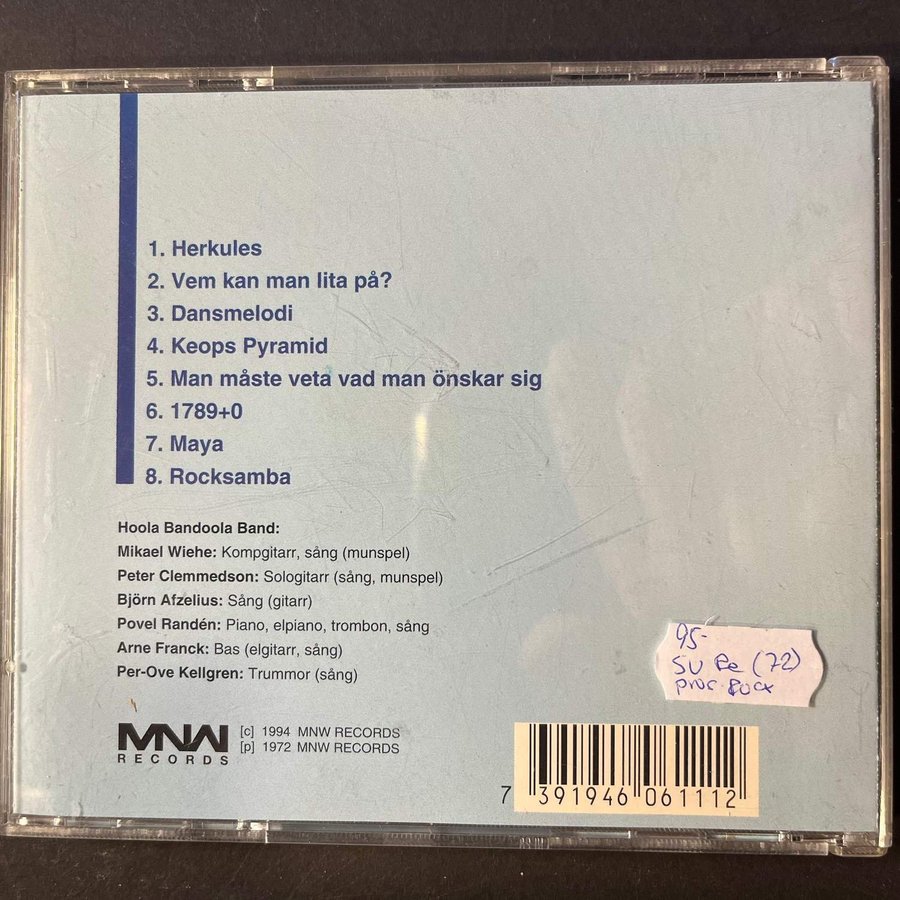 1. Herkules
2. Vem kan man lita på?
3. Dansmelodi
4. Keops Pyramid
5. Man måste veta vad man önskar sig
6. 1789+0
7. Maya
8. Rocksamba
Hoola Bandoola Band:
Mikael Wiehe: Kompgitarr, sång (munspel)
Peter Clemmedson: Sologitarr (sång, munspel)
Björn Afzelius: Sång (gitarr)
Povel Randén: Piano, elpiano, trombon, sång
Arne Franck: Bas (elgitarr, sång)
Per-Ove Kellgren: Trummor (sång)
95-
SV Re (72)
proc. Rock
MNW
RECORDS
[c] 1994 MNW RECORDS
[p] 1972 MNW RECORDS
7 391946 061112